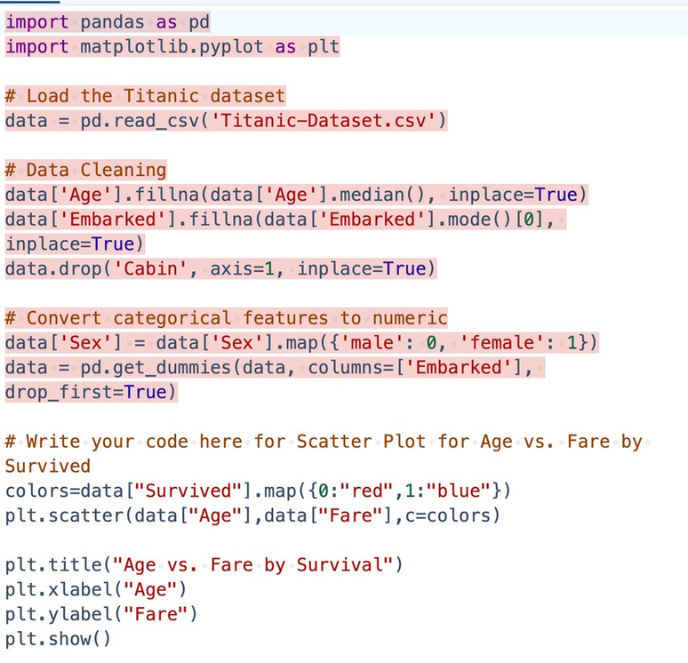 import pandas as pd
import matplotlib.pyplot as plt

# Load the Titanic dataset
data = pd.read_csv('Titanic-Dataset.csv')

# Data Cleaning
data['Age'].fillna(data['Age'].median(), inplace=True)
data['Embarked'].fillna(data['Embarked'].mode()[0],
inplace=True)
data.drop('Cabin', axis=1, inplace=True)

# Convert categorical features to numeric
data['Sex'] = data['Sex'].map({'male': 0, 'female': 1})
data = pd.get_dummies(data, columns=['Embarked'],
drop_first=True)

# Write your code here for Scatter Plot for Age vs. Fare by
Survived
colors=data["Survived"].map({0:"red",1:"blue"})
plt.scatter(data["Age"],data["Fare"],c=colors)

plt.title("Age vs. Fare by Survival")
plt.xlabel("Age")
plt.ylabel("Fare")
plt.show()